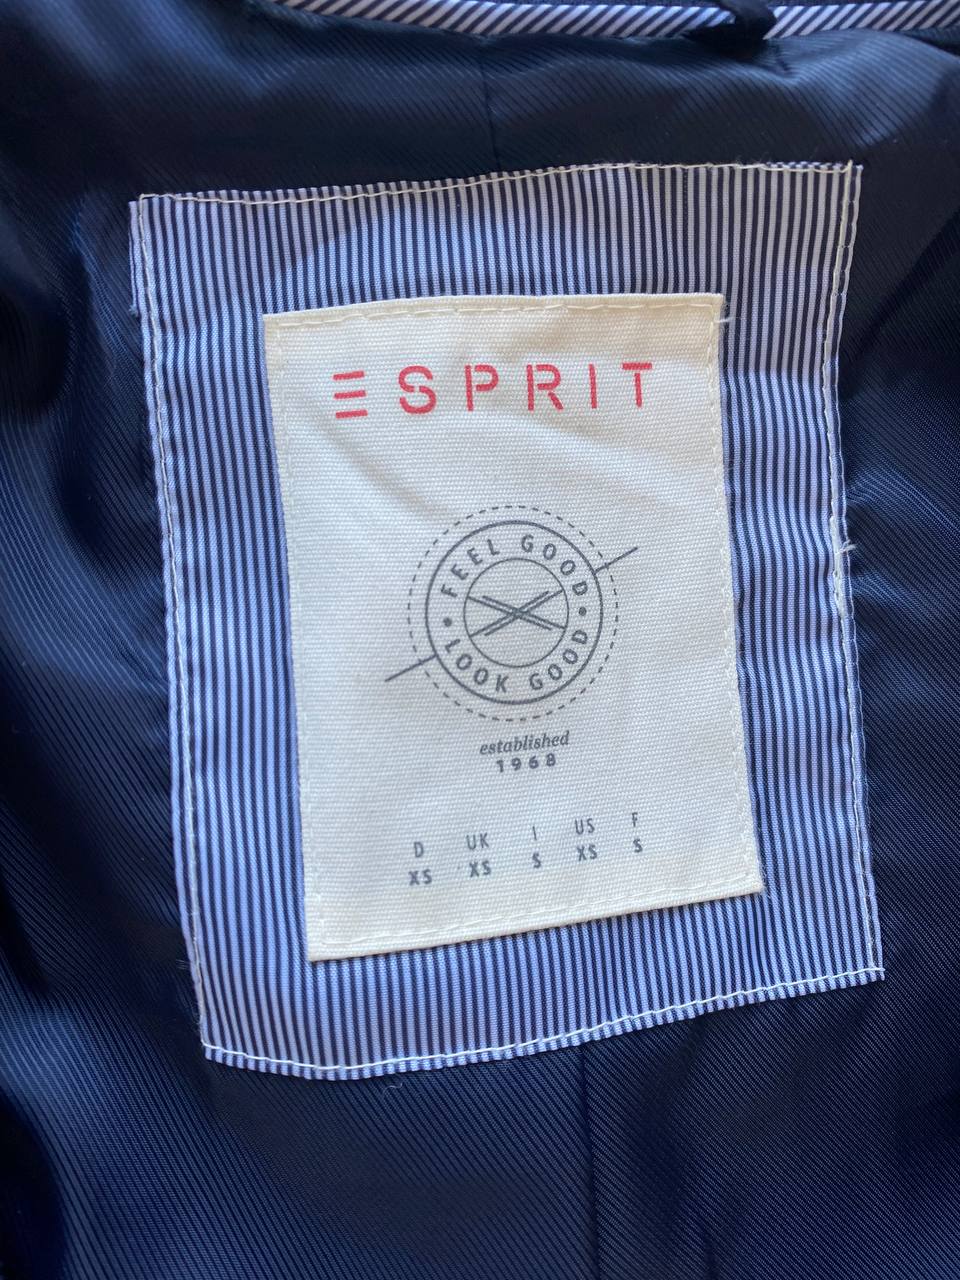 ESPRIT
FEEL GOOD
LOOK GOOD
established
1968
D UK I US F
XS XS S XS S